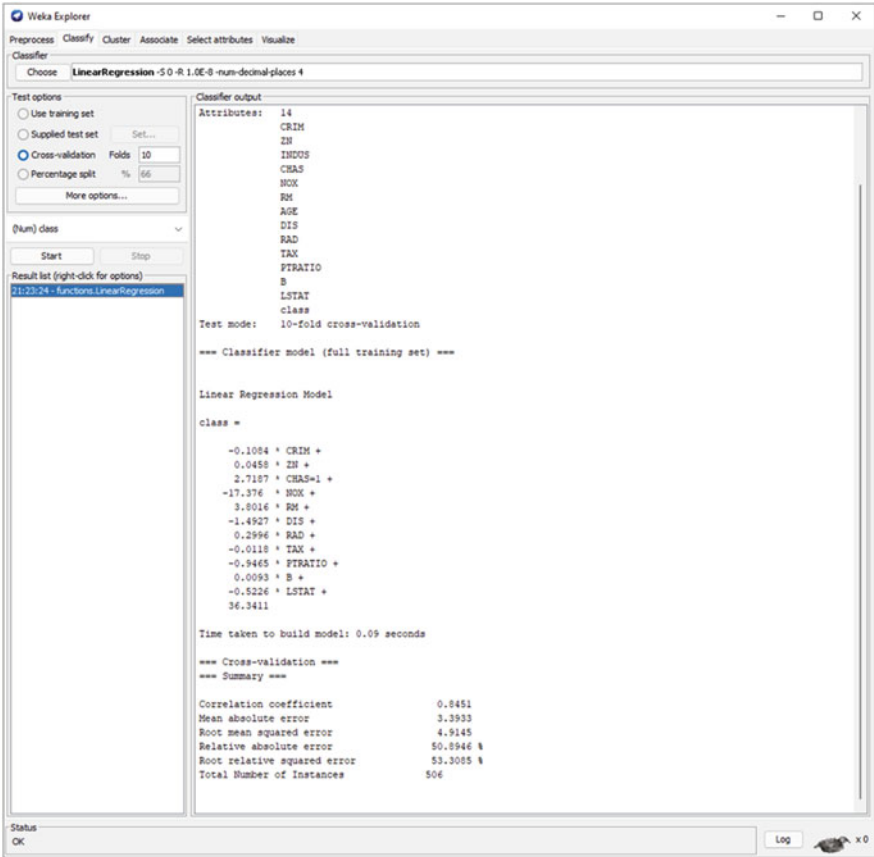 Weka Explorer
Preprocess Classify Cluster Associate Select attributes Visualize
Classifier
Choose LinearRegression -S 0 -R 1.0E-8 -num-decimal-places 4
Test options
Use training set
Supplied test set Set...
Cross-validation Folds 10
Percentage split % 66
More options...
(Num) class
Start Stop
Result list (right-click for options)
21:23:24 - functions.LinearRegression
Classifier output
Attributes: 14
CRIM
ZN
INDUS
CHAS
NOX
RM
AGE
DIS
RAD
TAX
PTRATIO
B
LSTAT
class
Test mode: 10-fold cross-validation
=== Classifier model (full training set) ===
Linear Regression Model
class =
-0.1084 * CRIM +
0.0458 * ZN +
2.7187 * CHAS=1 +
-17.376 * NOX +
3.8016 * RM +
-1.4927 * DIS +
0.2996 * RAD +
-0.0118 * TAX +
-0.9465 * PTRATIO +
0.0093 * B +
-0.5226 * LSTAT +
36.3411
Time taken to build model: 0.09 seconds
=== Cross-validation ===
=== Summary ===
Correlation coefficient 0.8451
Mean absolute error 3.3933
Root mean squared error 4.9145
Relative absolute error 50.8946 %
Root relative squared error 53.3085 %
Total Number of Instances 506
Status
OK
Log x 0